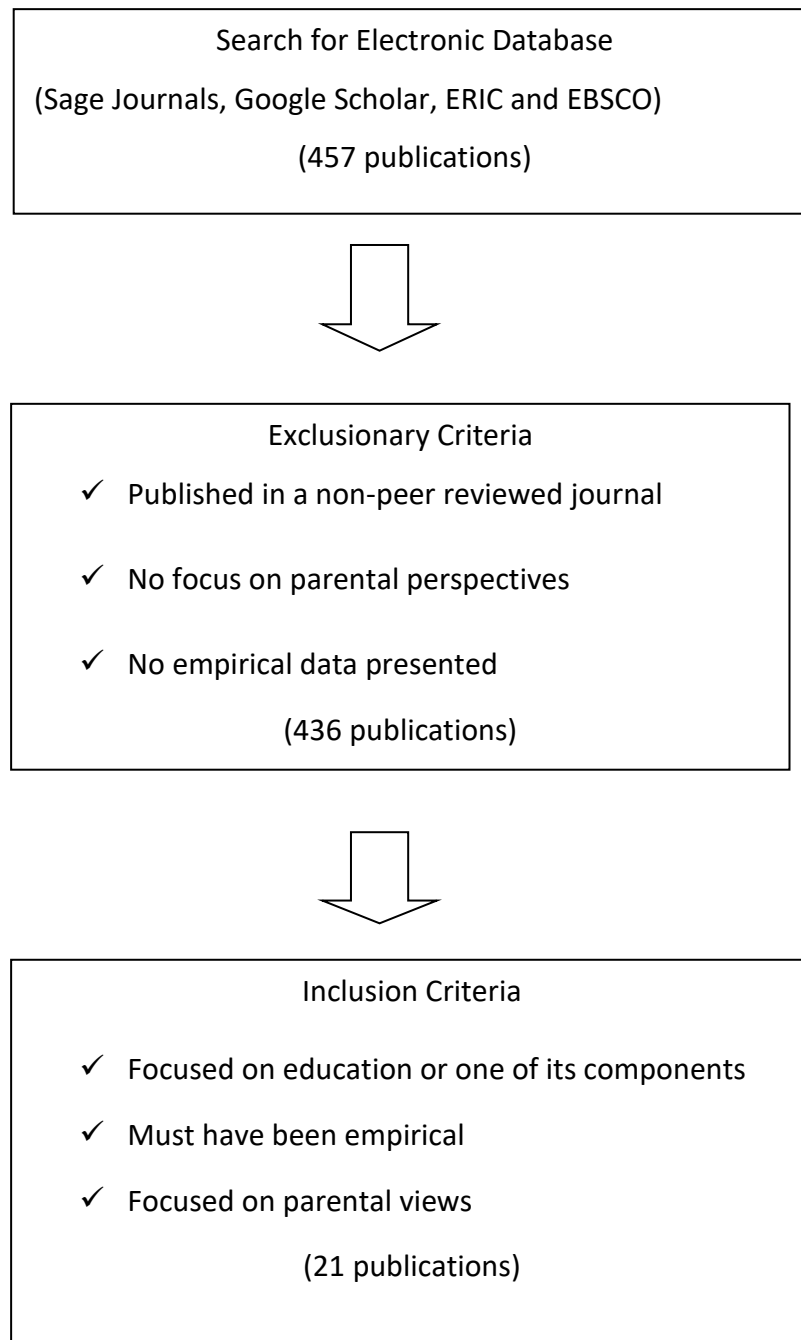 Search for Electronic Database
(Sage Journals, Google Scholar, ERIC and EBSCO)
(457 publications)
Exclusionary Criteria
✓ Published in a non-peer reviewed journal
✓ No focus on parental perspectives
✓ No empirical data presented
(436 publications)
Inclusion Criteria
✓ Focused on education or one of its components
✓ Must have been empirical
✓ Focused on parental views
(21 publications)